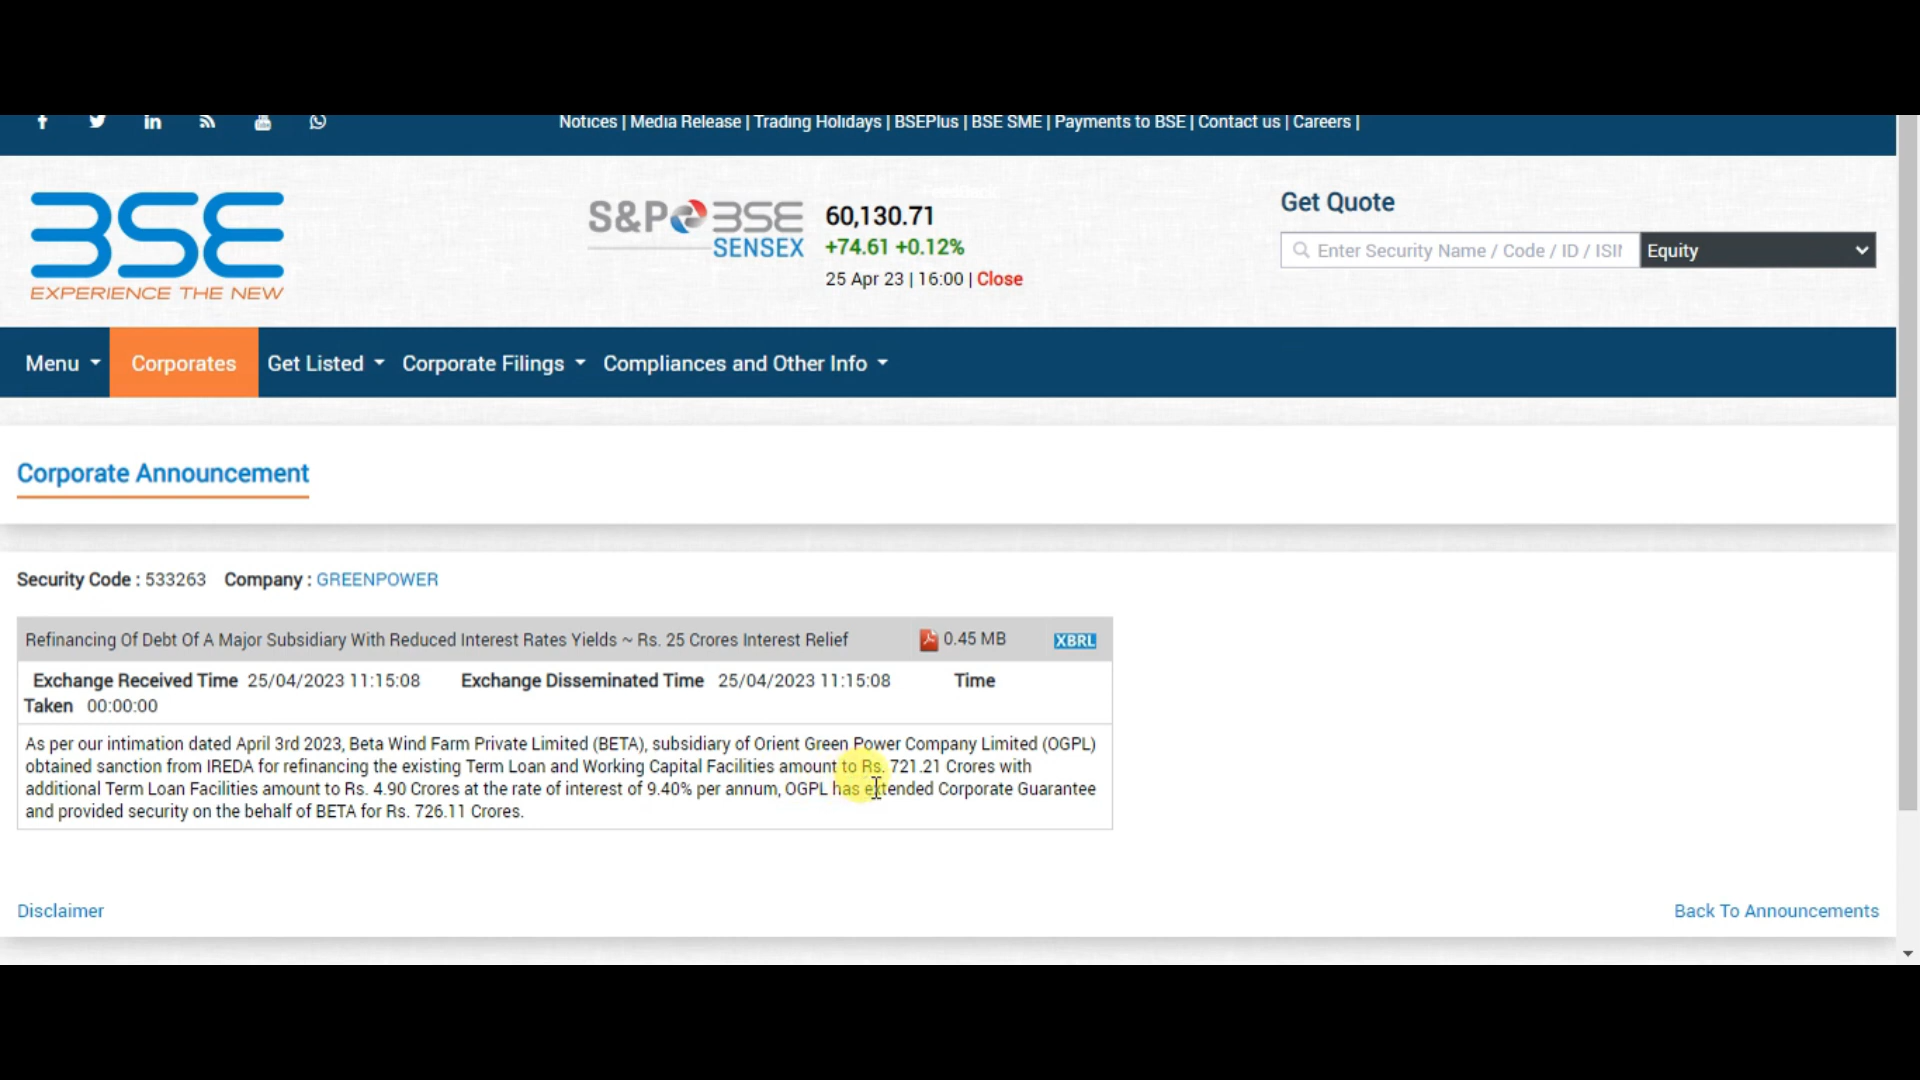 Notices | Media Release | Trading Holidays | BSEPlus | BSE SME | Payments to BSE | Contact us | Careers |
BSE
EXPERIENCE THE NEW
S&P BSE
SENSEX
60,130.71
+74.61 +0.12%
25 Apr 23 | 16:00 | Close
Get Quote
Enter Security Name / Code / ID / ISIN
Equity
Menu Corporates Get Listed Corporate Filings Compliances and Other Info
Corporate Announcement
Security Code : 533263 Company : GREENPOWER
Refinancing Of Debt Of A Major Subsidiary With Reduced Interest Rates Yields ~ Rs. 25 Crores Interest Relief 0.45 MB XBRL
Exchange Received Time 25/04/2023 11:15:08 Exchange Disseminated Time 25/04/2023 11:15:08 Time
Taken 00:00:00
As per our intimation dated April 3rd 2023, Beta Wind Farm Private Limited (BETA), subsidiary of Orient Green Power Company Limited (OGPL)
obtained sanction from IREDA for refinancing the existing Term Loan and Working Capital Facilities amount to Rs. 721.21 Crores with
additional Term Loan Facilities amount to Rs. 4.90 Crores at the rate of interest of 9.40% per annum, OGPL has extended Corporate Guarantee
and provided security on the behalf of BETA for Rs. 726.11 Crores.
Disclaimer
Back To Announcements